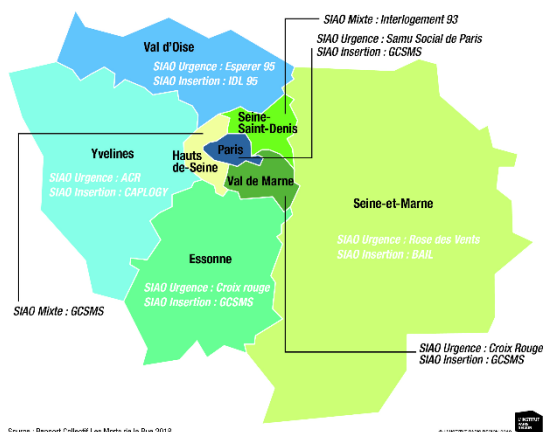 SIAO Mixte : Interlogement 93
SIAO Urgence : Samu Social de Paris
SIAO Insertion : GCSMS
Val d'Oise
SIAO Urgence : Esperer 95
SIAO Insertion : IDL 95
Seine-
Saint-Denis
Paris
Hauts
de-Seine
Val de Marne
Yvelines
SIAO Urgence : ACR
SIAO Insertion : CAPLOGY
Seine-et-Marne
SIAO Urgence : Rose des Vents
SIAO Insertion : BAIL
Essonne
SIAO Urgence : Croix rouge
SIAO Insertion : GCSMS
SIAO Mixte : GCSMS
SIAO Urgence : Croix Rouge
SIAO Insertion : GCSMS
L'INSTITUT
PARIS
REGION